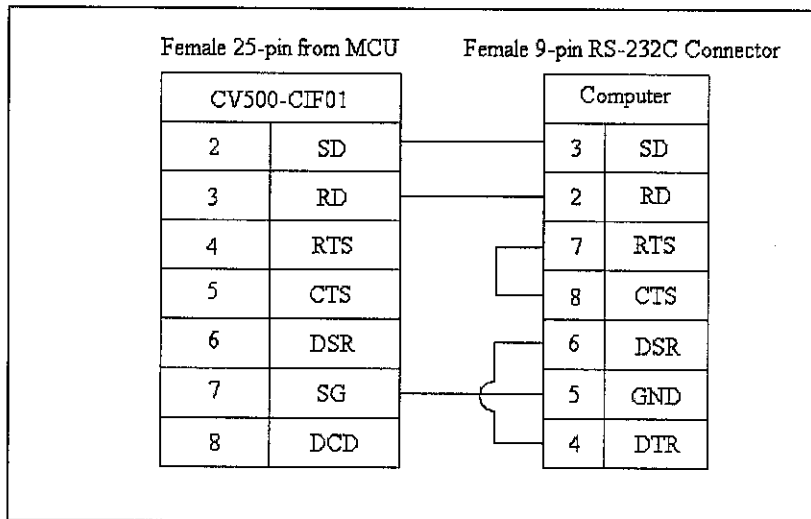 Female 25-pin from MCU Female 9-pin RS-232C Connector
CV500-CIF01 Computer
2 SD 3 SD
3 RD 2 RD
4 RTS 7 RTS
5 CTS 8 CTS
6 DSR 6 DSR
7 SG 5 GND
8 DCD 4 DTR